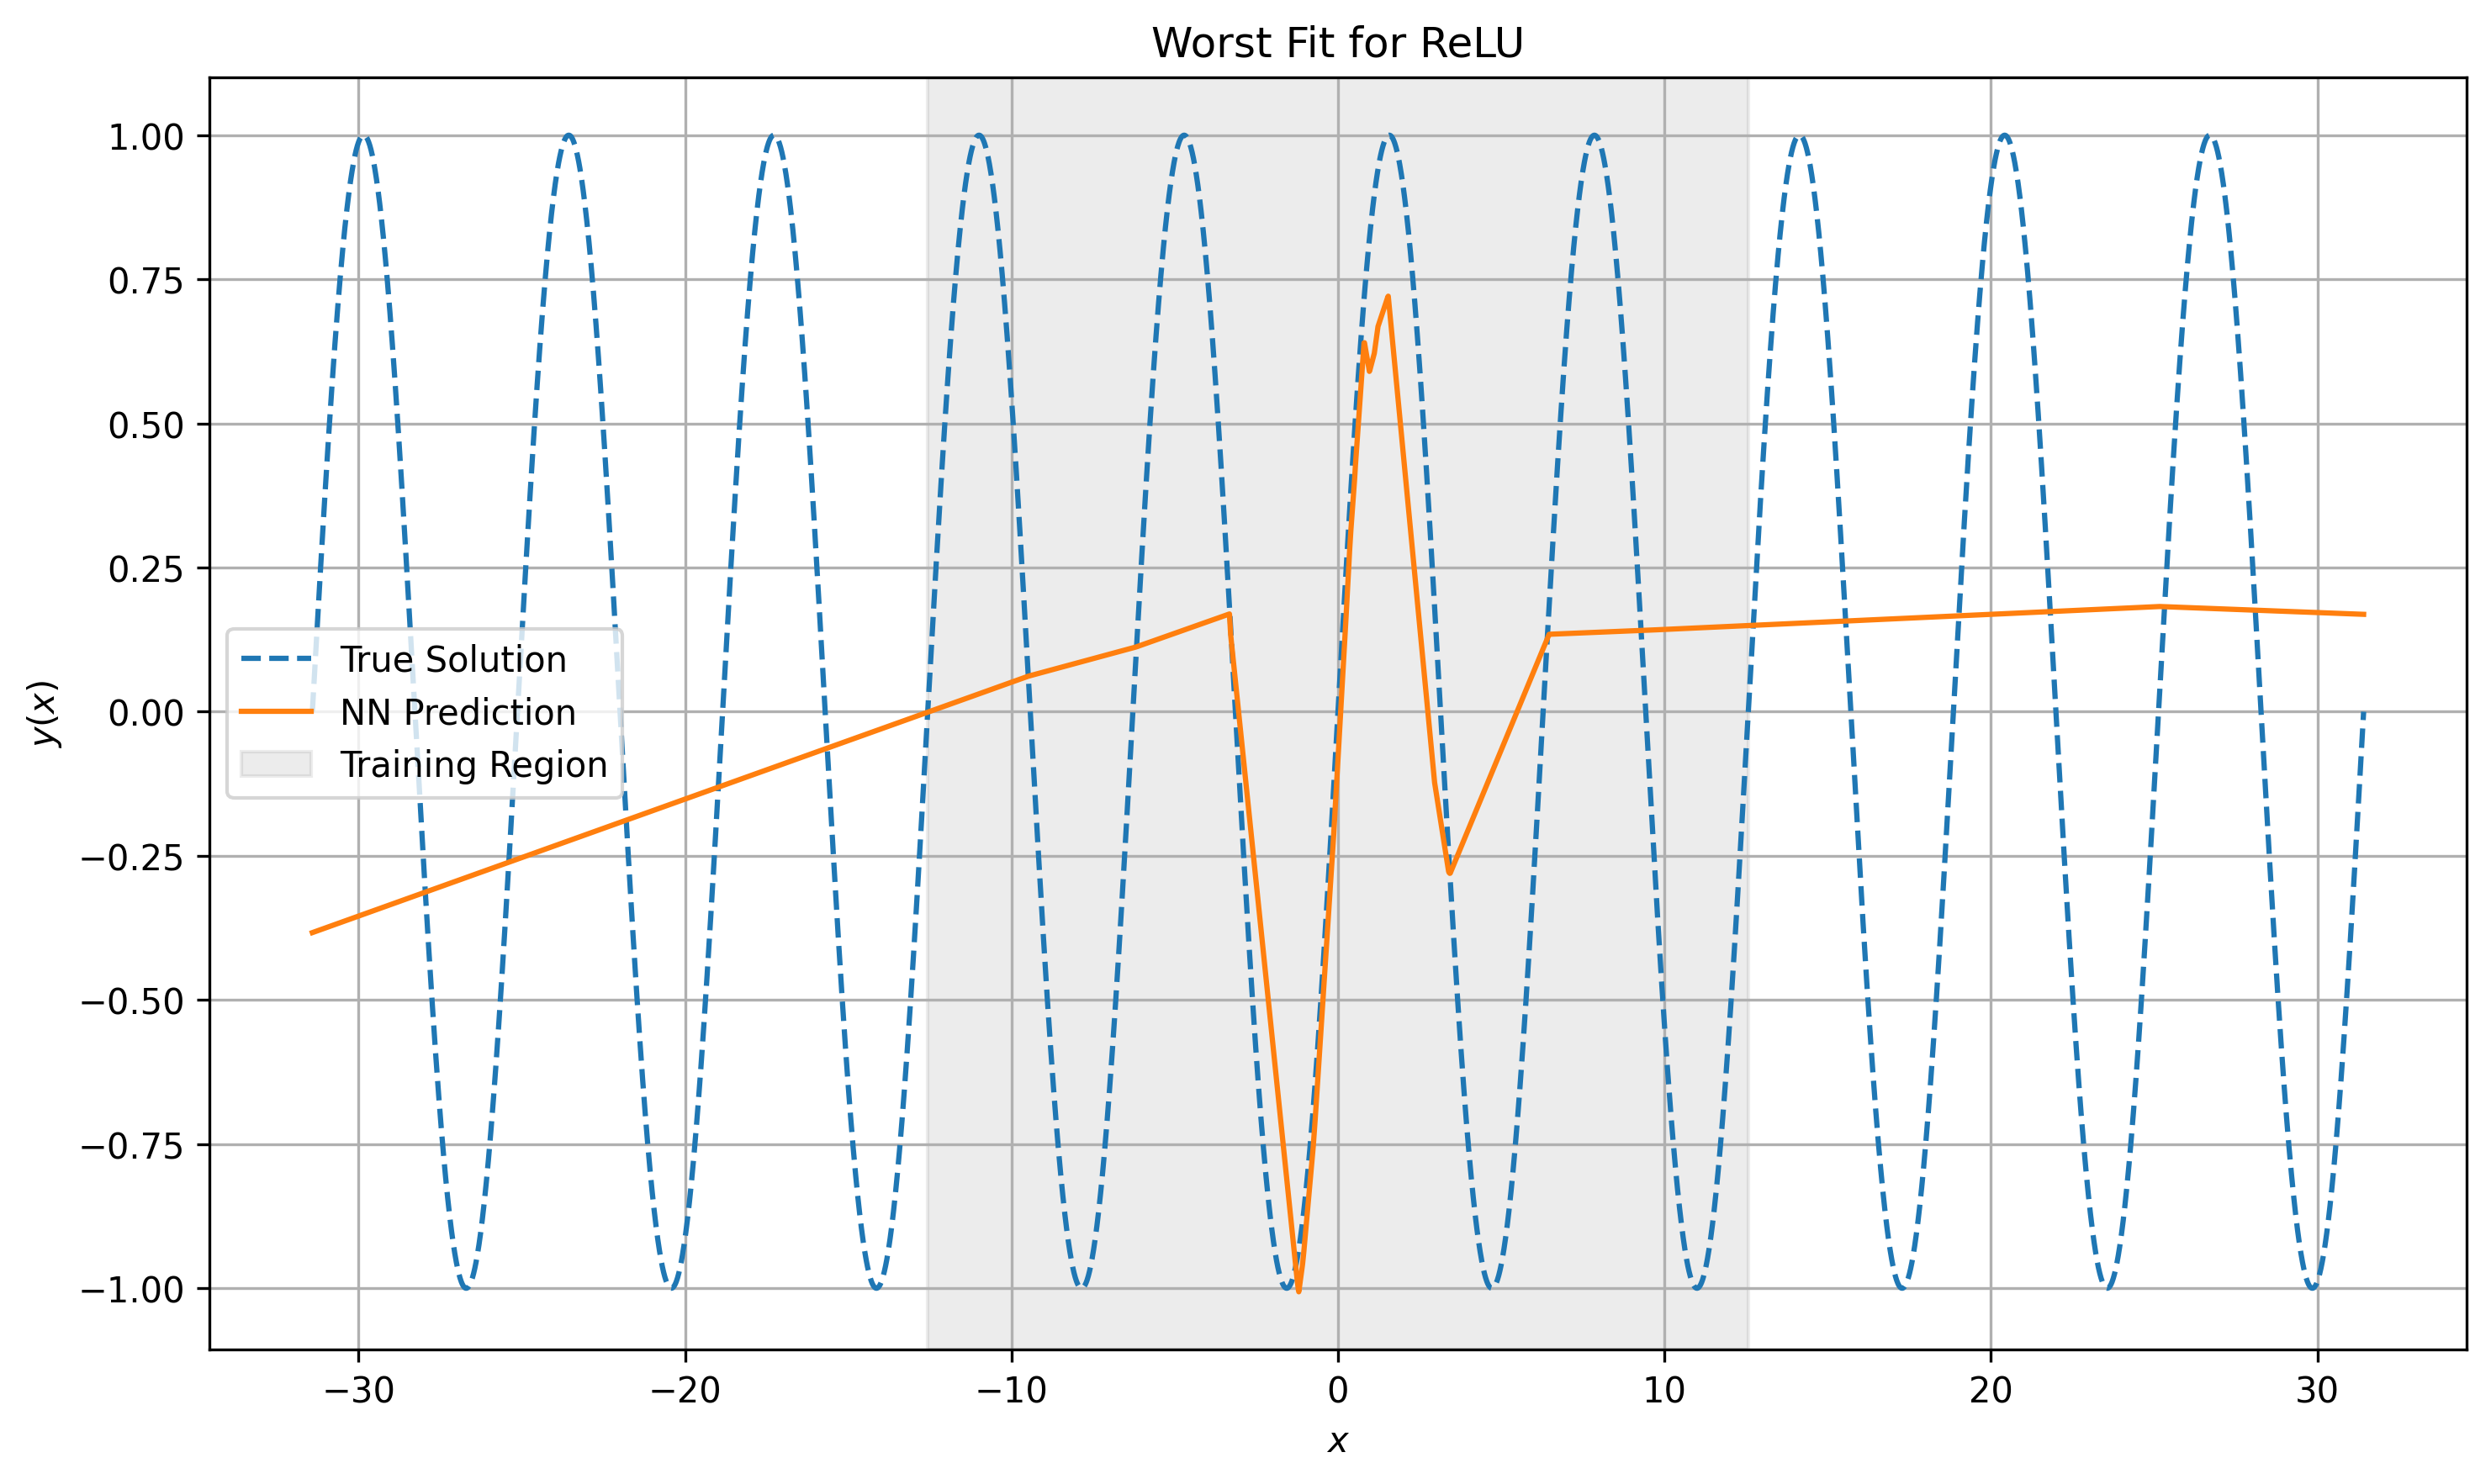 Worst Fit for ReLU
1.00
0.75
0.50
0.25
0.00
−0.25
−0.50
−0.75
−1.00
y(x)
True Solution
NN Prediction
Training Region
−30
−20
−10
0
10
20
30
x